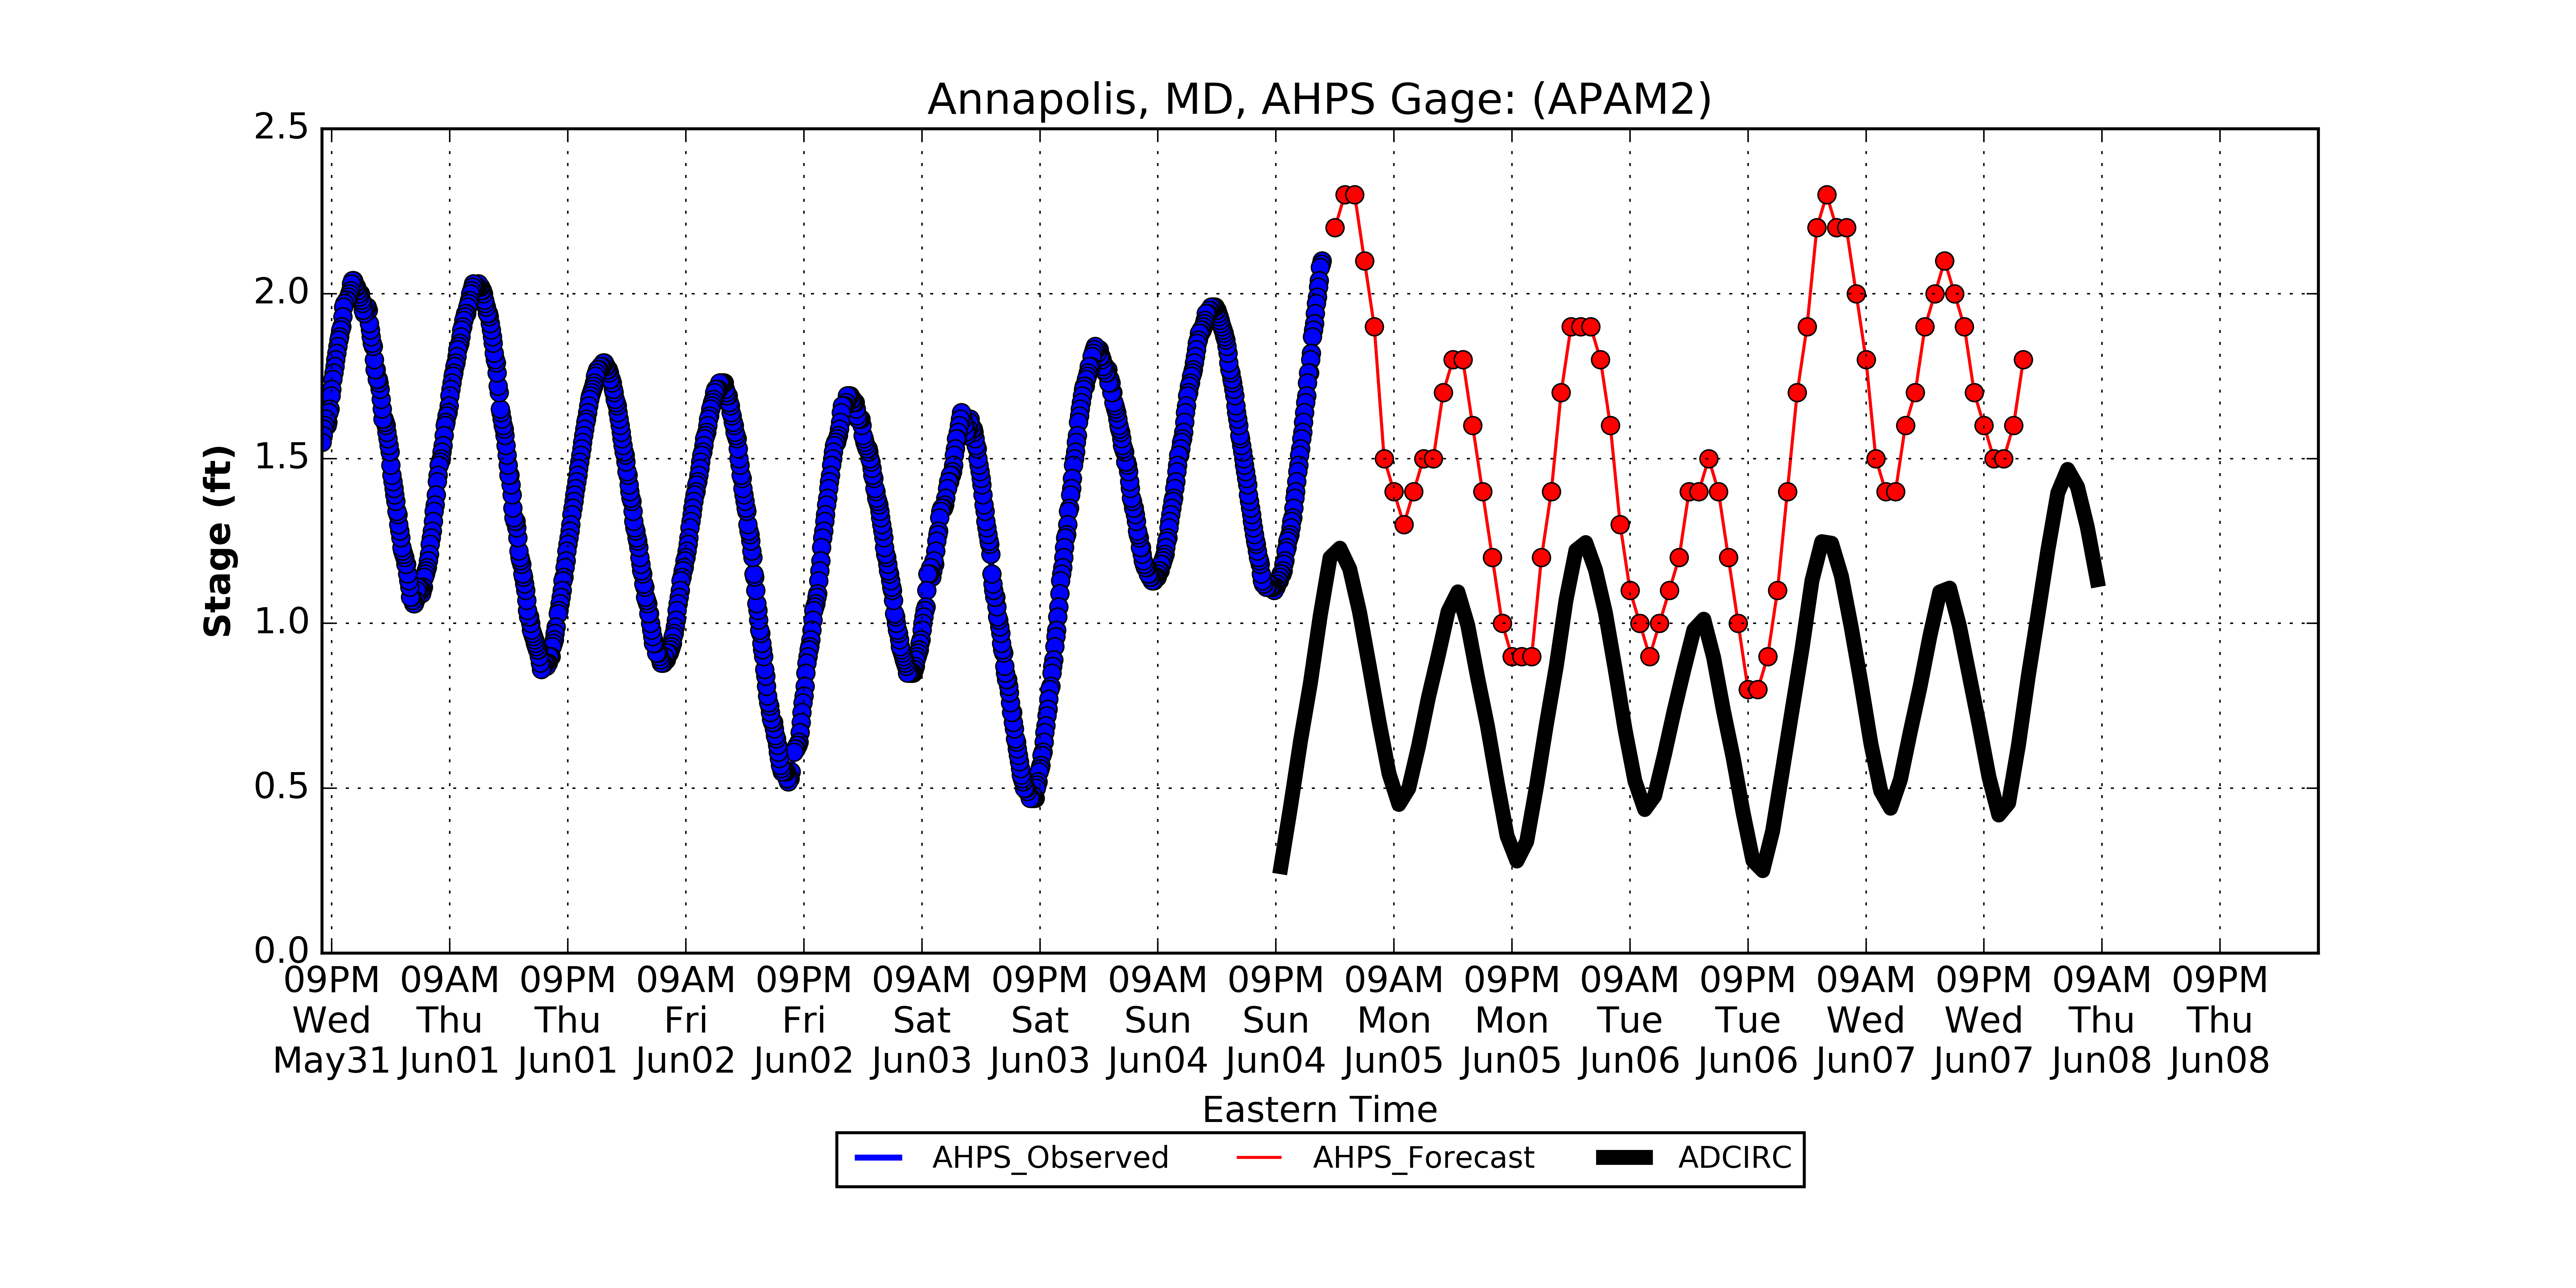 Annapolis, MD, AHPS Gage: (APAM2)
2.5
2.0
1.5
1.0
0.5
0.0
Stage (ft)
09PM 09AM 09PM 09AM 09PM 09AM 09PM 09AM 09PM 09AM 09PM 09AM 09PM 09AM 09PM 09AM 09PM
Wed Thu Thu Fri Fri Sat Sat Sun Sun Mon Mon Tue Tue Wed Wed Thu Thu
May31 Jun01 Jun01 Jun02 Jun02 Jun03 Jun03 Jun04 Jun04 Jun05 Jun05 Jun06 Jun06 Jun07 Jun07 Jun08 Jun08
Eastern Time
AHPS_Observed AHPS_Forecast ADCIRC